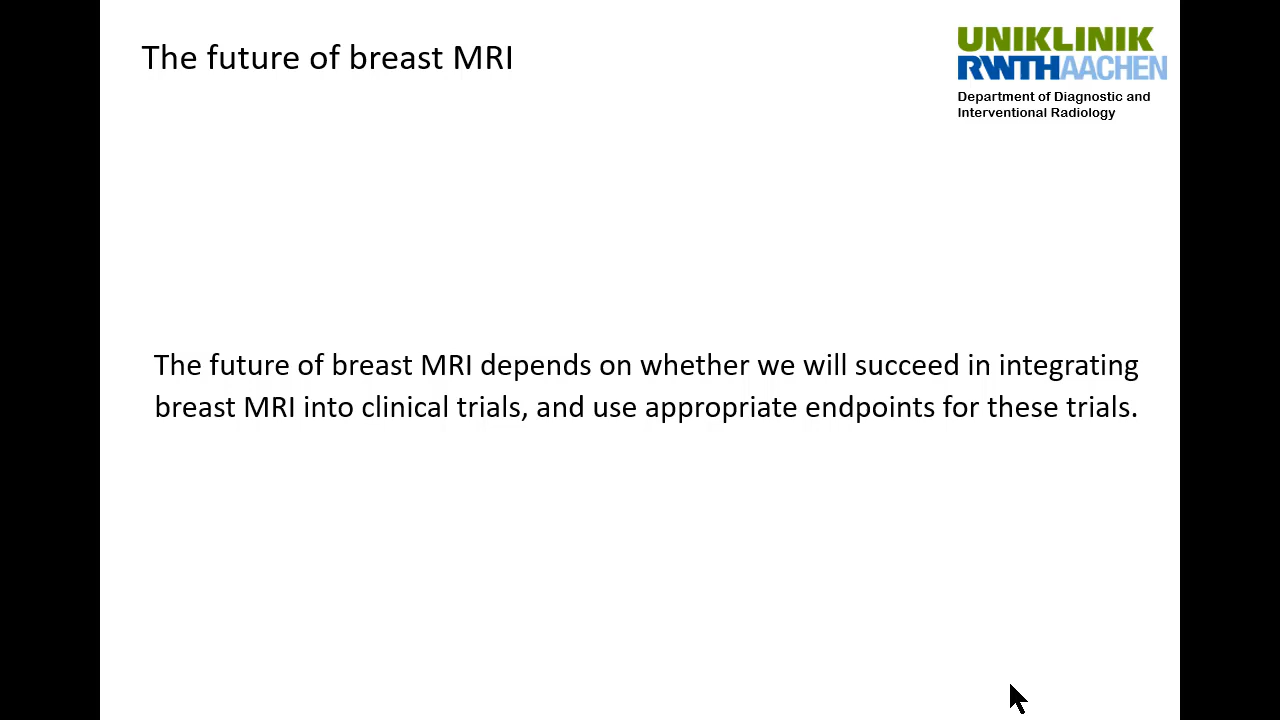 The future of breast MRI
UNIKLINIK
RWTHAACHEN
Department of Diagnostic and
Interventional Radiology
The future of breast MRI depends on whether we will succeed in integrating
breast MRI into clinical trials, and use appropriate endpoints for these trials.